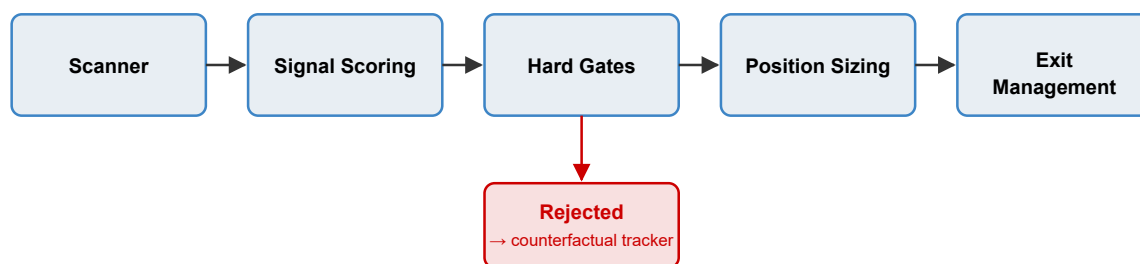 Scanner
Signal Scoring
Hard Gates
Position Sizing
Exit
Management
Rejected
→ counterfactual tracker